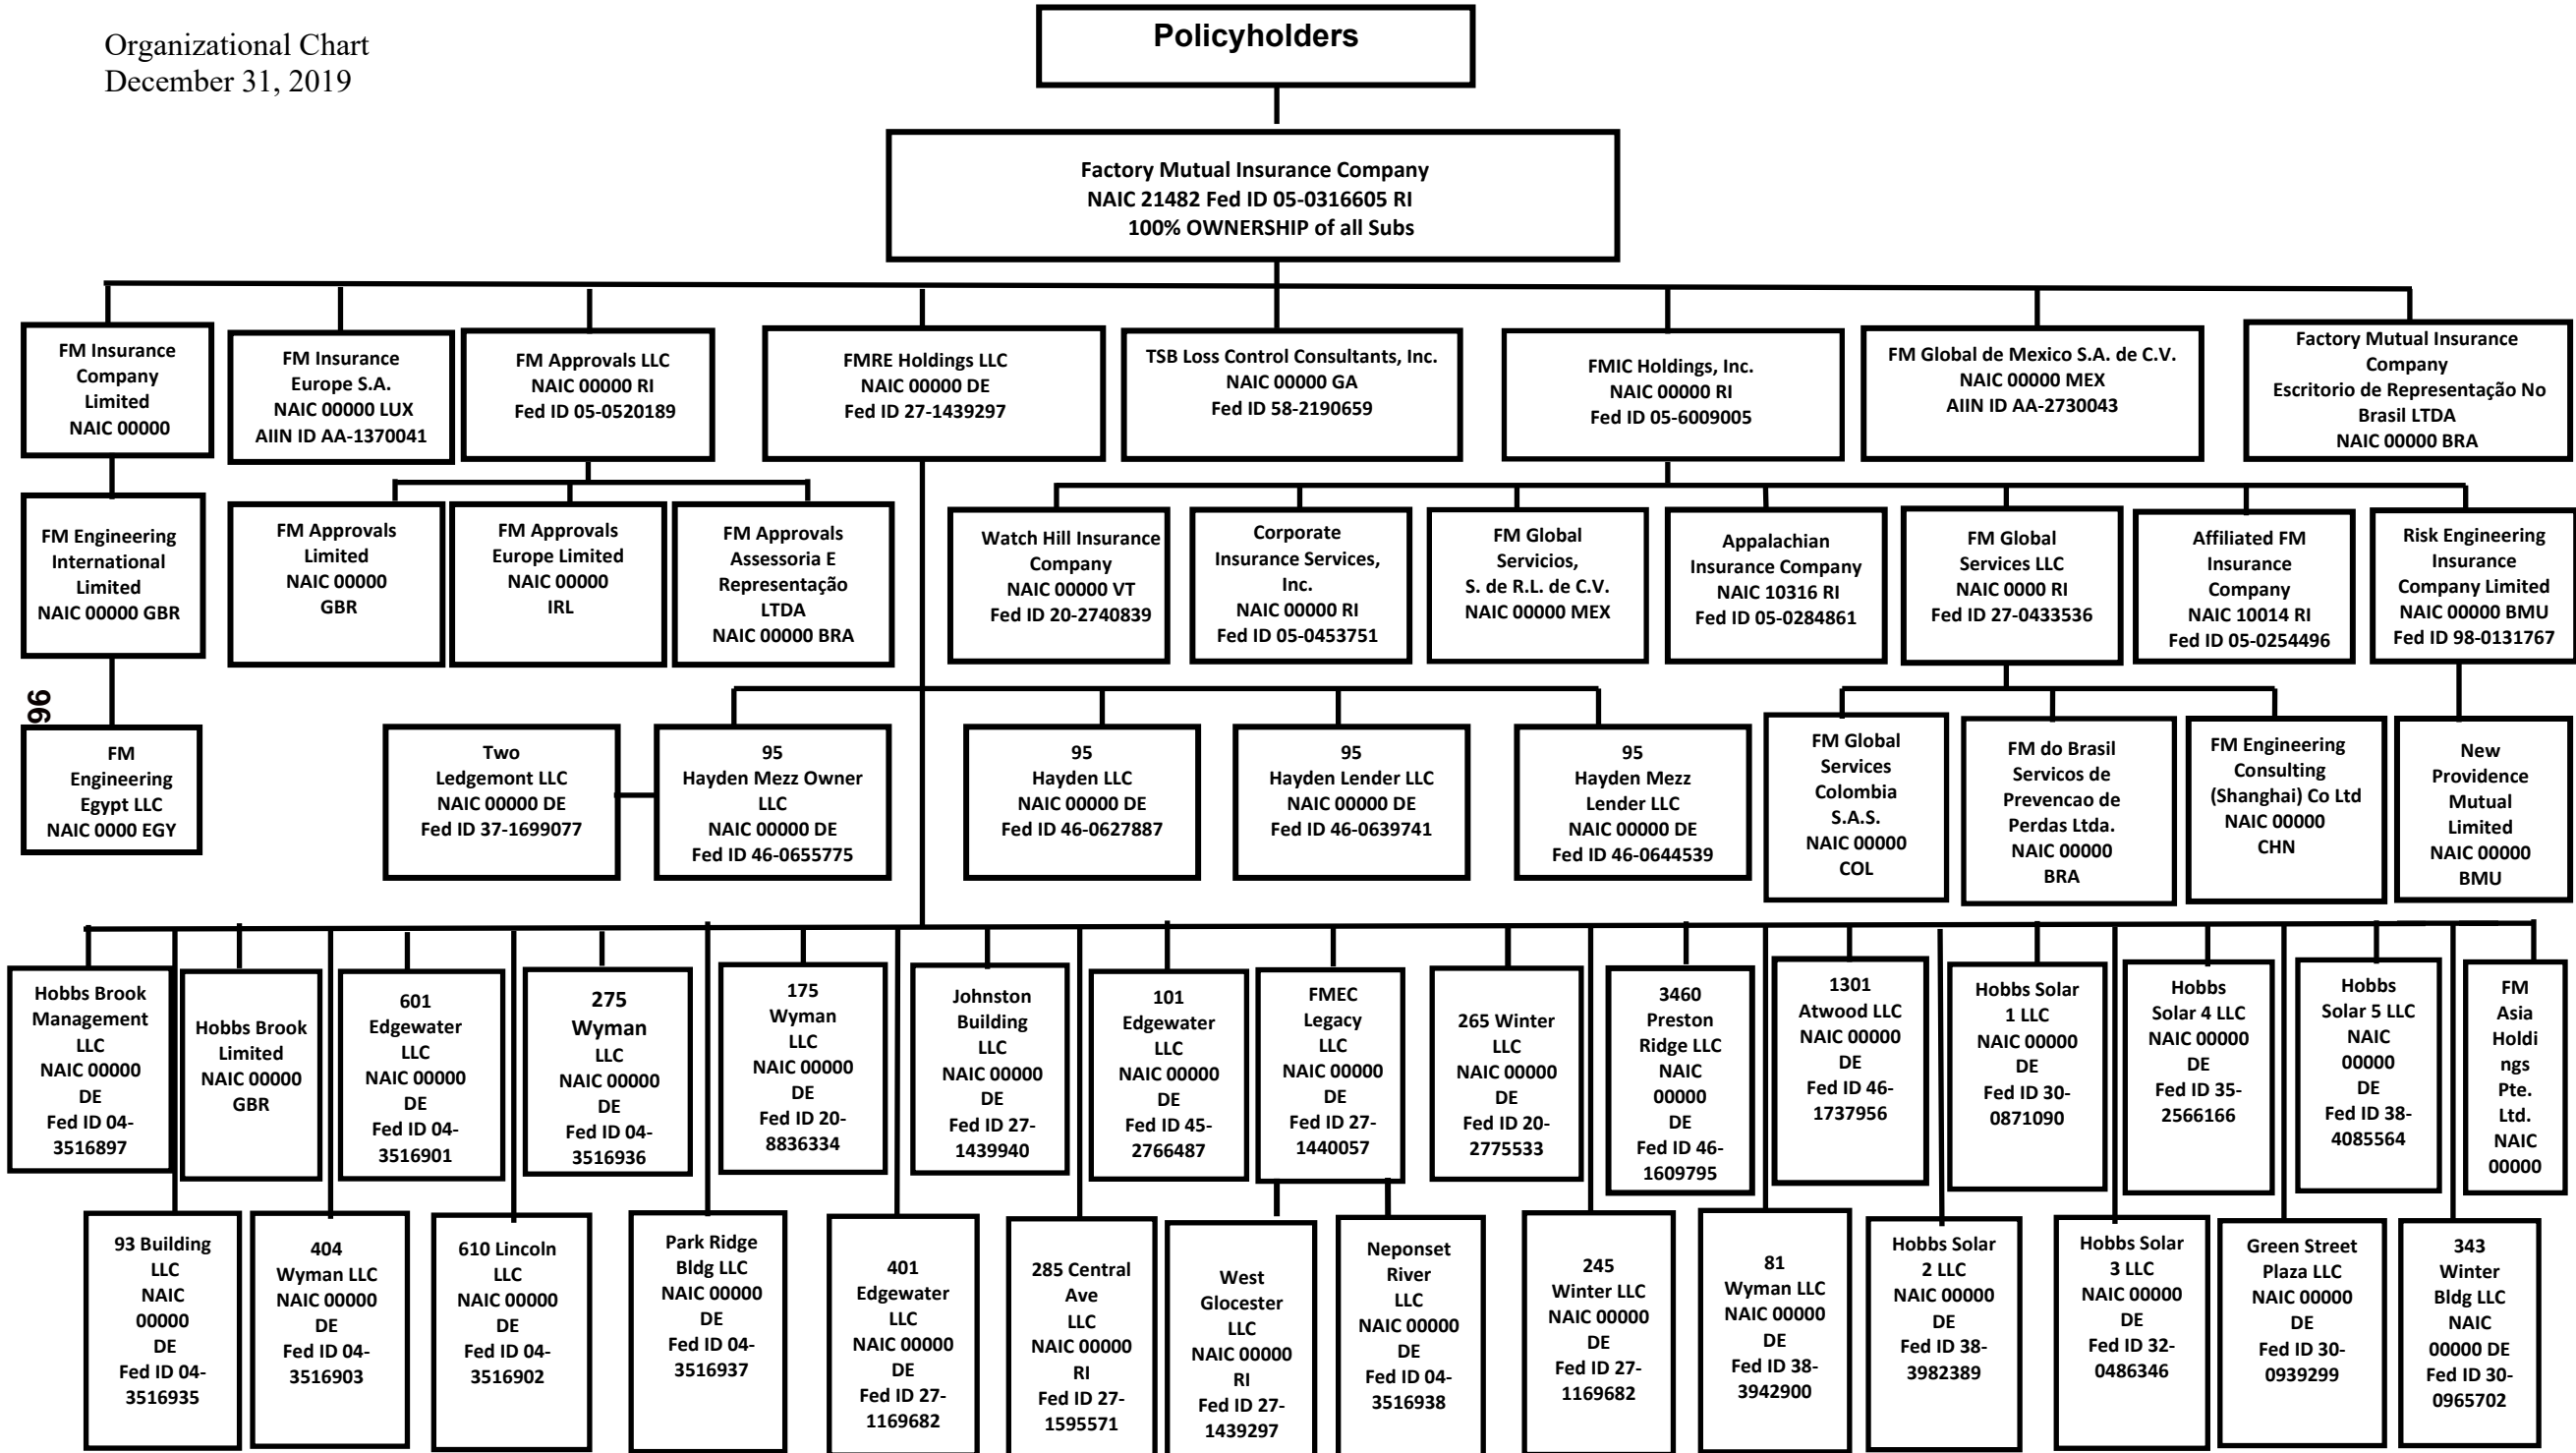 Organizational Chart
December 31, 2019
Policyholders
Factory Mutual Insurance Company
NAIC 21482 Fed ID 05-0316605 RI
100% OWNERSHIP of all Subs
FM Insurance
Company
Limited
NAIC 00000
FM Insurance
Europe S.A.
NAIC 00000 LUX
AIIN ID AA-1370041
FM Approvals LLC
NAIC 00000 RI
Fed ID 05-0520189
FMRE Holdings LLC
NAIC 00000 DE
Fed ID 27-1439297
TSB Loss Control Consultants, Inc.
NAIC 00000 GA
Fed ID 58-2190659
FMIC Holdings, Inc.
NAIC 00000 RI
Fed ID 05-6009005
FM Global de Mexico S.A. de C.V.
NAIC 00000 MEX
AIIN ID AA-2730043
Factory Mutual Insurance
Company
Escritorio de Representação No
Brasil LTDA
NAIC 00000 BRA
FM Engineering
International
Limited
NAIC 00000 GBR
FM Approvals
Limited
NAIC 00000
GBR
FM Approvals
Europe Limited
NAIC 00000
IRL
FM Approvals
Assessoria E
Representação
LTDA
NAIC 00000 BRA
Watch Hill Insurance
Company
NAIC 00000 VT
Fed ID 20-2740839
Corporate
Insurance Services,
Inc.
NAIC 00000 RI
Fed ID 05-0453751
FM Global
Servicios,
S. de R.L. de C.V.
NAIC 00000 MEX
Appalachian
Insurance Company
NAIC 10316 RI
Fed ID 05-0284861
FM Global
Services LLC
NAIC 0000 RI
Fed ID 27-0433536
Affiliated FM
Insurance
Company
NAIC 10014 RI
Fed ID 05-0254496
Risk Engineering
Insurance
Company Limited
NAIC 00000 BMU
Fed ID 98-0131767
96
FM
Engineering
Egypt LLC
NAIC 0000 EGY
Two
Ledgemont LLC
NAIC 00000 DE
Fed ID 37-1699077
95
Hayden Mezz Owner
LLC
NAIC 00000 DE
Fed ID 46-0655775
95
Hayden LLC
NAIC 00000 DE
Fed ID 46-0627887
95
Hayden Lender LLC
NAIC 00000 DE
Fed ID 46-0639741
95
Hayden Mezz
Lender LLC
NAIC 00000 DE
Fed ID 46-0644539
FM Global
Services
Colombia
S.A.S.
NAIC 00000
COL
FM do Brasil
Servicos de
Prevencao de
Perdas Ltda.
NAIC 00000
BRA
FM Engineering
Consulting
(Shanghai) Co Ltd
NAIC 00000
CHN
New
Providence
Mutual
Limited
NAIC 00000
BMU
Hobbs Brook
Management
LLC
NAIC 00000
DE
Fed ID 04-
3516897
Hobbs Brook
Limited
NAIC 00000
GBR
601
Edgewater
LLC
NAIC 00000
DE
Fed ID 04-
3516901
275
Wyman
LLC
NAIC 00000
DE
Fed ID 04-
3516936
175
Wyman
LLC
NAIC 00000
DE
Fed ID 20-
8836334
Johnston
Building
LLC
NAIC 00000
DE
Fed ID 27-
1439940
101
Edgewater
LLC
NAIC 00000
DE
Fed ID 45-
2766487
FMEC
Legacy
LLC
NAIC 00000
DE
Fed ID 27-
1440057
265 Winter
LLC
NAIC 00000
DE
Fed ID 20-
2775533
3460
Preston
Ridge LLC
NAIC
00000
DE
Fed ID 46-
1609795
1301
Atwood LLC
NAIC 00000
DE
Fed ID 46-
1737956
Hobbs Solar
1 LLC
NAIC 00000
DE
Fed ID 30-
0871090
Hobbs
Solar 4 LLC
NAIC 00000
DE
Fed ID 35-
2566166
Hobbs
Solar 5 LLC
NAIC
00000
DE
Fed ID 38-
4085564
FM
Asia
Holdi
ngs
Pte.
Ltd.
NAIC
00000
93 Building
LLC
NAIC
00000
DE
Fed ID 04-
3516935
404
Wyman LLC
NAIC 00000
DE
Fed ID 04-
3516903
610 Lincoln
LLC
NAIC 00000
DE
Fed ID 04-
3516902
Park Ridge
Bldg LLC
NAIC 00000
DE
Fed ID 04-
3516937
401
Edgewater
LLC
NAIC 00000
DE
Fed ID 27-
1169682
285 Central
Ave
LLC
NAIC 00000
RI
Fed ID 27-
1595571
West
Glocester
LLC
NAIC 00000
RI
Fed ID 27-
1439297
Neponset
River
LLC
NAIC 00000
DE
Fed ID 04-
3516938
245
Winter LLC
NAIC 00000
DE
Fed ID 27-
1169682
81
Wyman LLC
NAIC 00000
DE
Fed ID 38-
3942900
Hobbs Solar
2 LLC
NAIC 00000
DE
Fed ID 38-
3982389
Hobbs Solar
3 LLC
NAIC 00000
DE
Fed ID 32-
0486346
Green Street
Plaza LLC
NAIC 00000
DE
Fed ID 30-
0939299
343
Winter
Bldg LLC
NAIC
00000 DE
Fed ID 30-
0965702